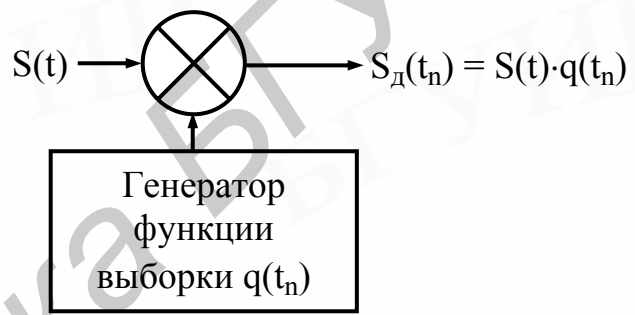 S(t)
Sд(tn) = S(t)·q(tn)
Генератор
функции
выборки q(tn)